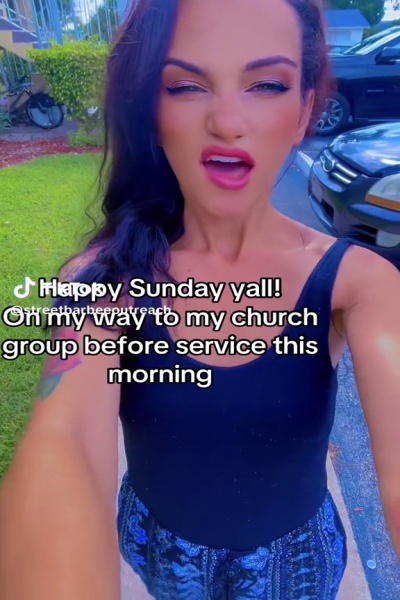 TikTok
Happy Sunday yall!
@streetbarbeeoutreach
On my way to my church
group before service this
morning